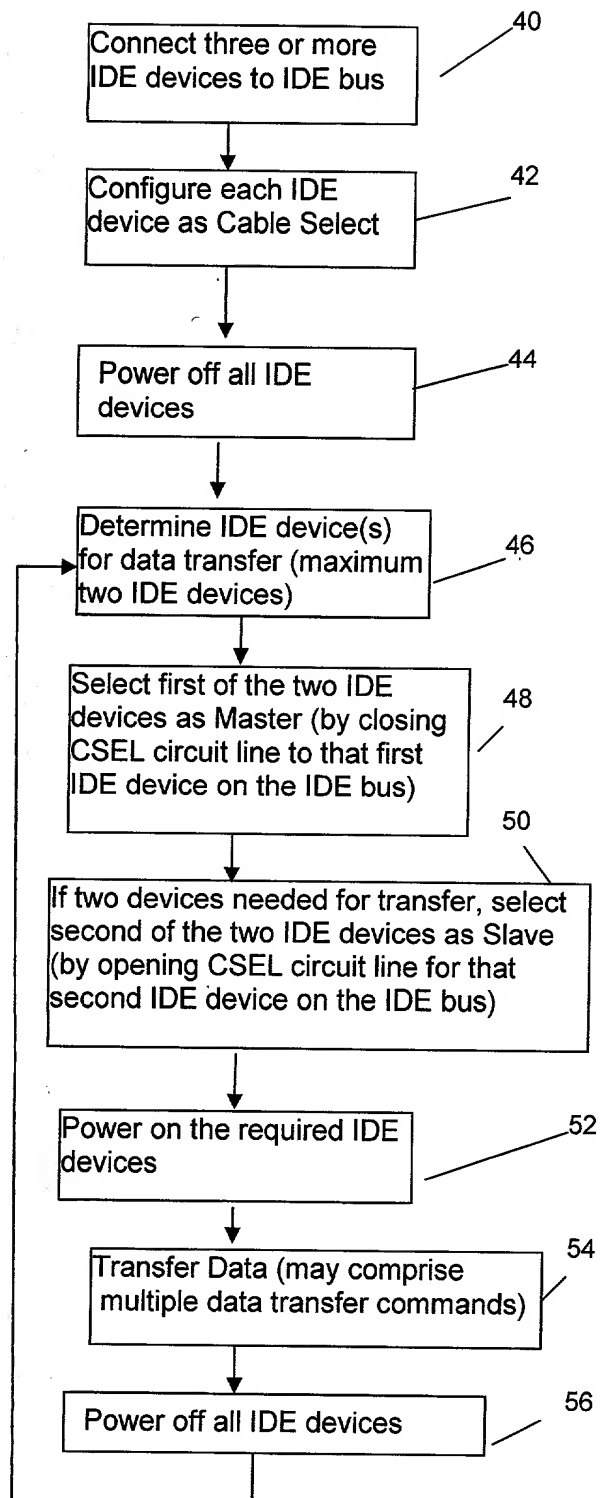 40
Connect three or more
IDE devices to IDE bus
42
Configure each IDE
device as Cable Select
44
Power off all IDE
devices
Determine IDE device(s)
for data transfer (maximum
two IDE devices)
46
Select first of the two IDE
devices as Master (by closing
CSEL circuit line to that first
IDE device on the IDE bus)
48
50
If two devices needed for transfer, select
second of the two IDE devices as Slave
(by opening CSEL circuit line for that
second IDE device on the IDE bus)
Power on the required IDE
devices
52
Transfer Data (may comprise
multiple data transfer commands)
54
Power off all IDE devices
56